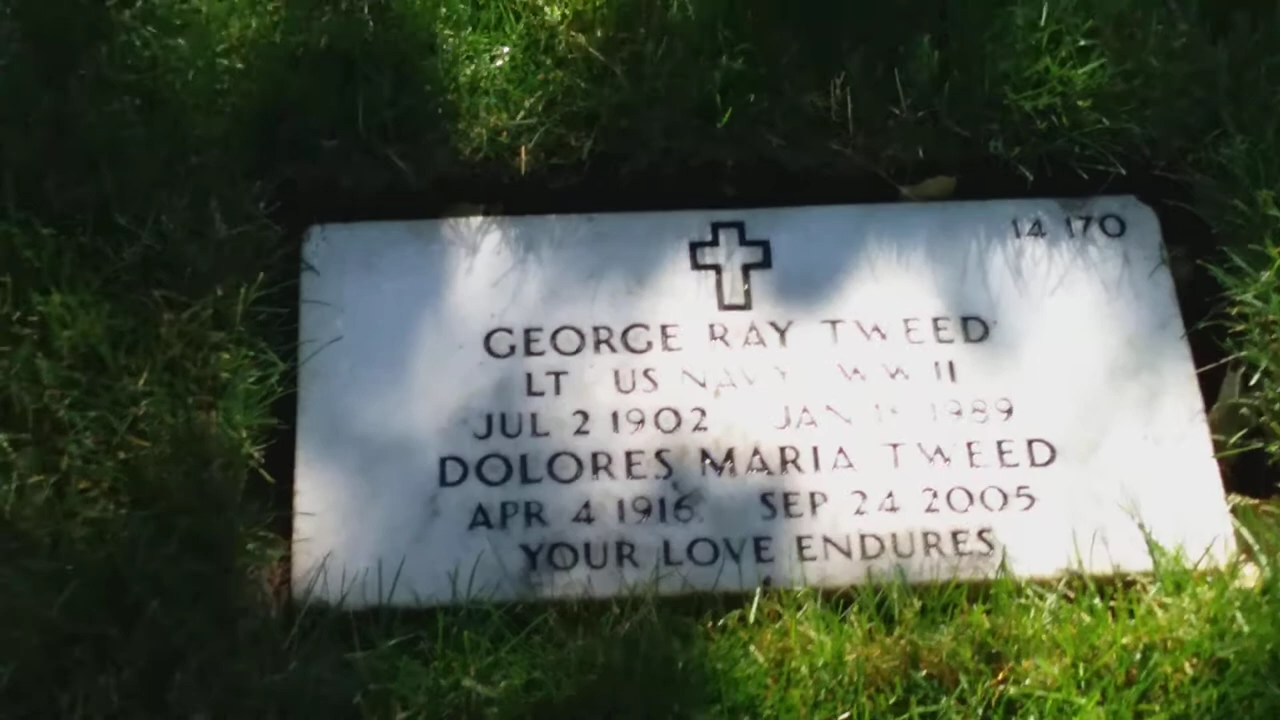 14 170
GEORGE RAY TWEED
LT US NAVY WW II
JUL 2 1902 JAN 1989
DOLORES MARIA TWEED
APR 4 1916 SEP 24 2005
YOUR LOVE ENDURES